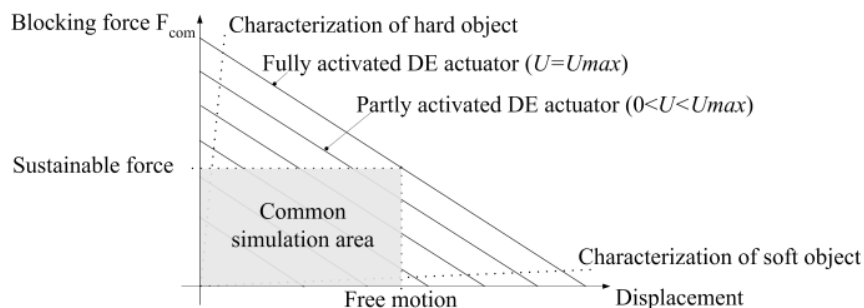 Blocking force F_com
Characterization of hard object
Fully activated DE actuator (U=Umax)
Partly activated DE actuator (0<U<Umax)
Sustainable force
Common
simulation area
Characterization of soft object
Free motion
Displacement